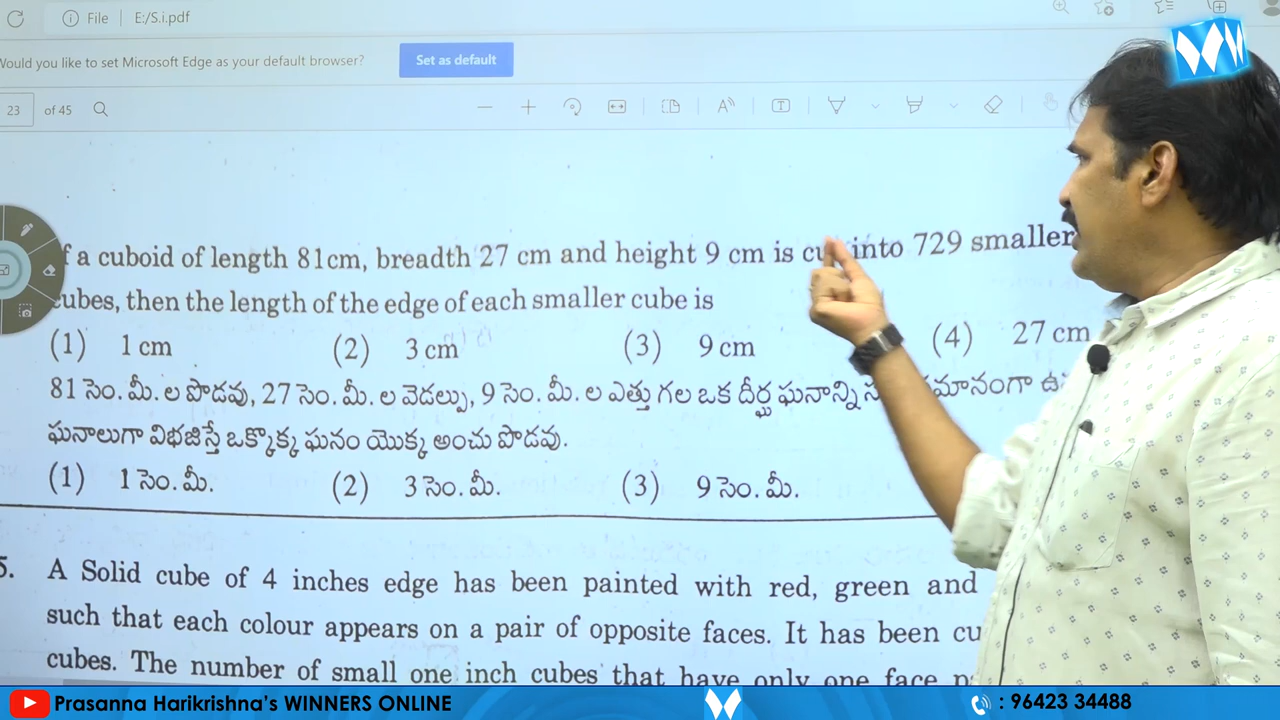 File E:/S.i.pdf
Would you like to set Microsoft Edge as your default browser? Set as default
23 of 45
a cuboid of length 81cm, breadth 27 cm and height 9 cm is into 729 smaller
cubes, then the length of the edge of each smaller cube is
(1) 1 cm (2) 3 cm (3) 9 cm (4) 27 cm
81 సెం.మీ. ల పొడవు, 27 సెం.మీ. ల వెడల్పు, 9 సెం.మీ. ల ఎత్తు గల ఒక దీర్ఘ ఘనాన్ని
ఘనాలుగా విభజిస్తే ఒక్కొక్క ఘనం యొక్క అంచు పొడవు.
(1) 1 సెం.మీ. (2) 3 సెం.మీ. (3) 9 సెం.మీ.
5. A Solid cube of 4 inches edge has been painted with red, green and
such that each colour appears on a pair of opposite faces. It has been
cubes. The number of small one inch cubes that have only one face
Prasanna Harikrishna's WINNERS ONLINE : 96423 34488